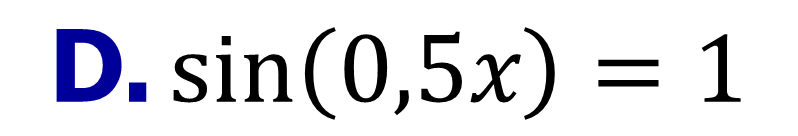 D. sin(0,5x) = 1